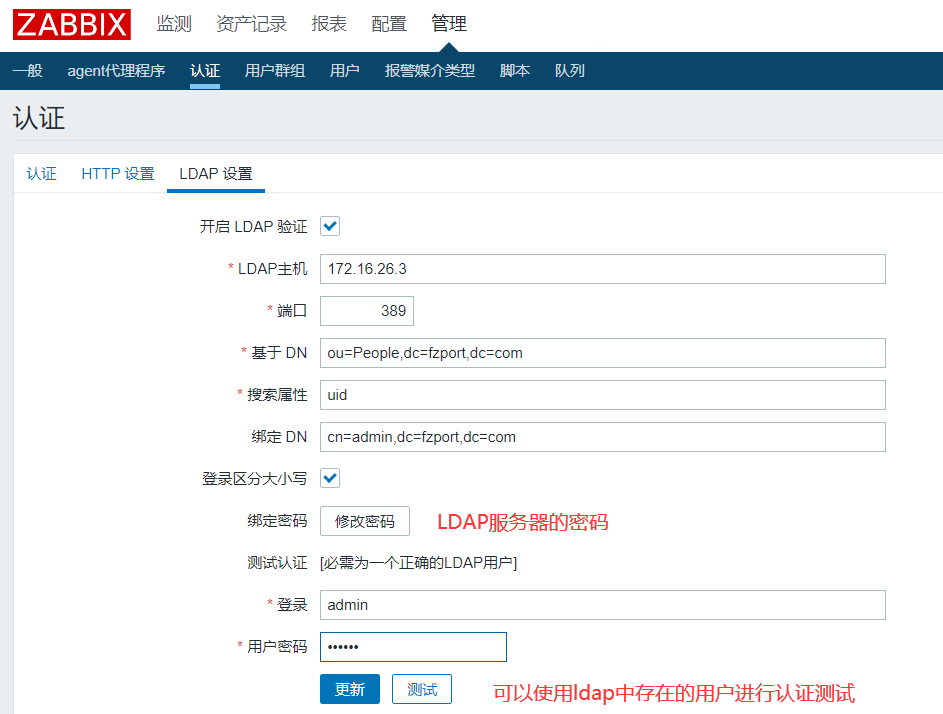 ZABBIX 监测 资产记录 报表 配置 管理
一般 agent代理程序 认证 用户群组 用户 报警媒介类型 脚本 队列
认证
认证 HTTP 设置 LDAP 设置
开启 LDAP 验证
* LDAP主机 172.16.26.3
* 端口 389
* 基于 DN ou=People,dc=fzport,dc=com
* 搜索属性 uid
绑定 DN cn=admin,dc=fzport,dc=com
登录区分大小写
绑定密码 修改密码 LDAP服务器的密码
测试认证 [必需为一个正确的LDAP用户]
* 登录 admin
* 用户密码 ••••••
更新 测试 可以使用ldap中存在的用户进行认证测试